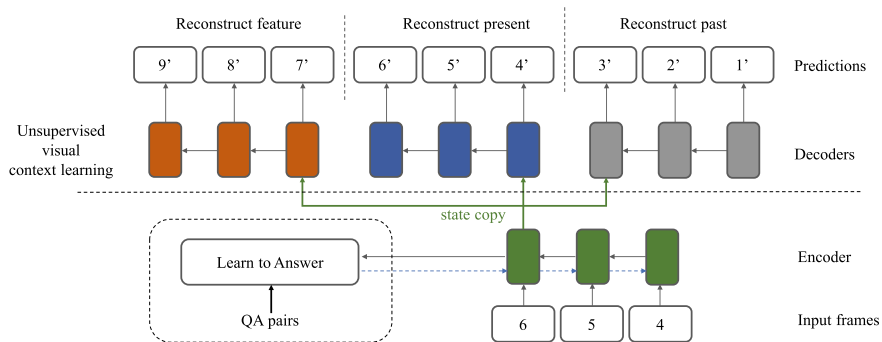 Reconstruct feature
Reconstruct present
Reconstruct past
9’ 8’ 7’ 6’ 5’ 4’ 3’ 2’ 1’
Predictions
Unsupervised
visual
context learning
Decoders
state copy
Learn to Answer
Encoder
QA pairs
6 5 4
Input frames